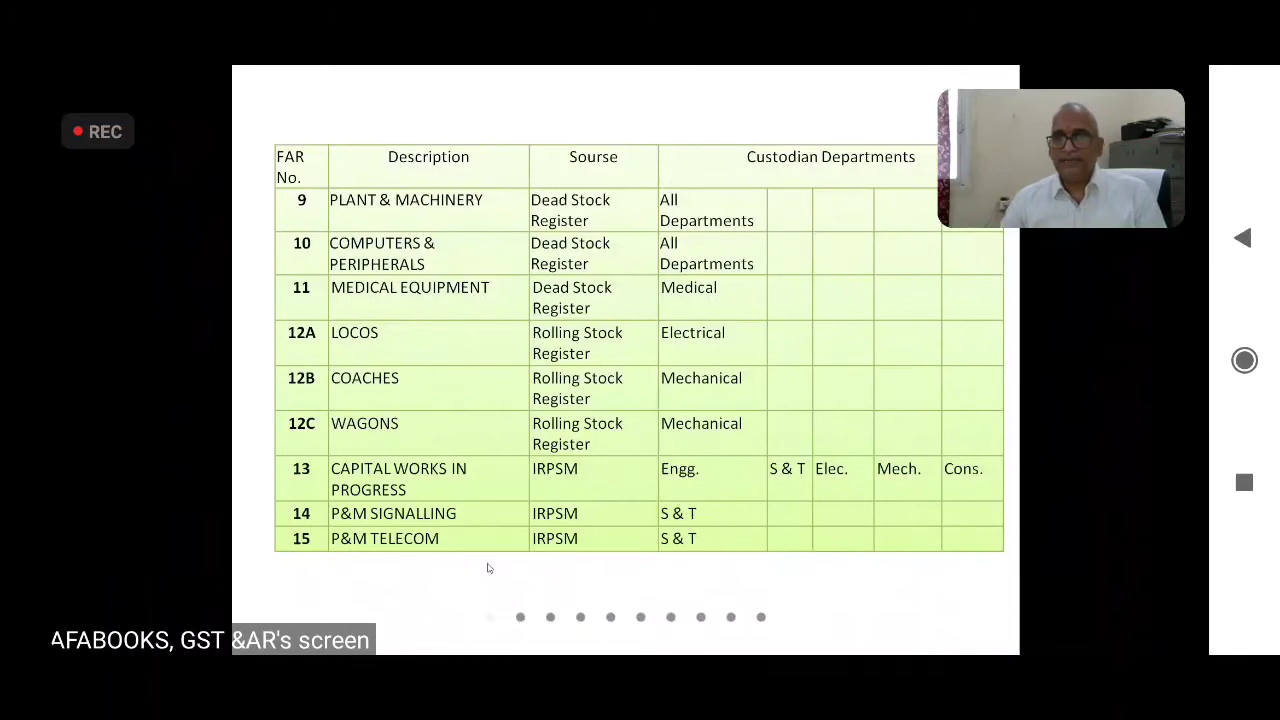 REC
FAR No. Description Sourse Custodian Departments
9 PLANT & MACHINERY Dead Stock Register All Departments
10 COMPUTERS & PERIPHERALS Dead Stock Register All Departments
11 MEDICAL EQUIPMENT Dead Stock Register Medical
12A LOCOS Rolling Stock Register Electrical
12B COACHES Rolling Stock Register Mechanical
12C WAGONS Rolling Stock Register Mechanical
13 CAPITAL WORKS IN PROGRESS IRPSM Engg. S & T Elec. Mech. Cons.
14 P&M SIGNALLING IRPSM S & T
15 P&M TELECOM IRPSM S & T
AFABOOKS, GST &AR's screen